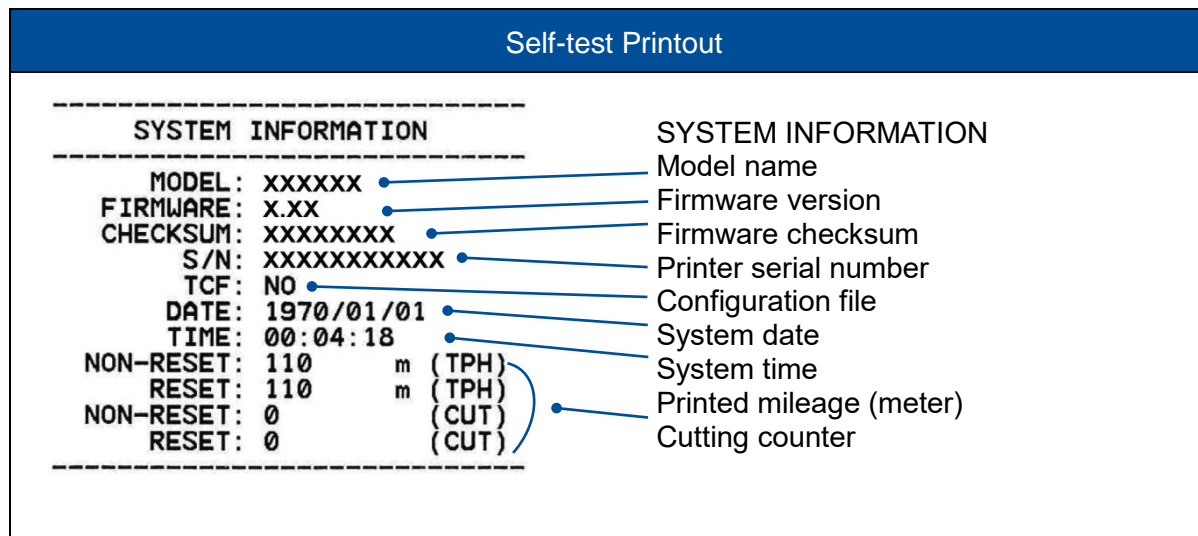 Self-test Printout
SYSTEM INFORMATION
MODEL: XXXXXX
FIRMWARE: X.XX
CHECKSUM: XXXXXXXX
S/N: XXXXXXXXXXX
TCF: NO
DATE: 1970/01/01
TIME: 00:04:18
NON-RESET: 110 m (TPH)
RESET: 110 m (TPH)
NON-RESET: 0 (CUT)
RESET: 0 (CUT)
SYSTEM INFORMATION
Model name
Firmware version
Firmware checksum
Printer serial number
Configuration file
System date
System time
Printed mileage (meter)
Cutting counter